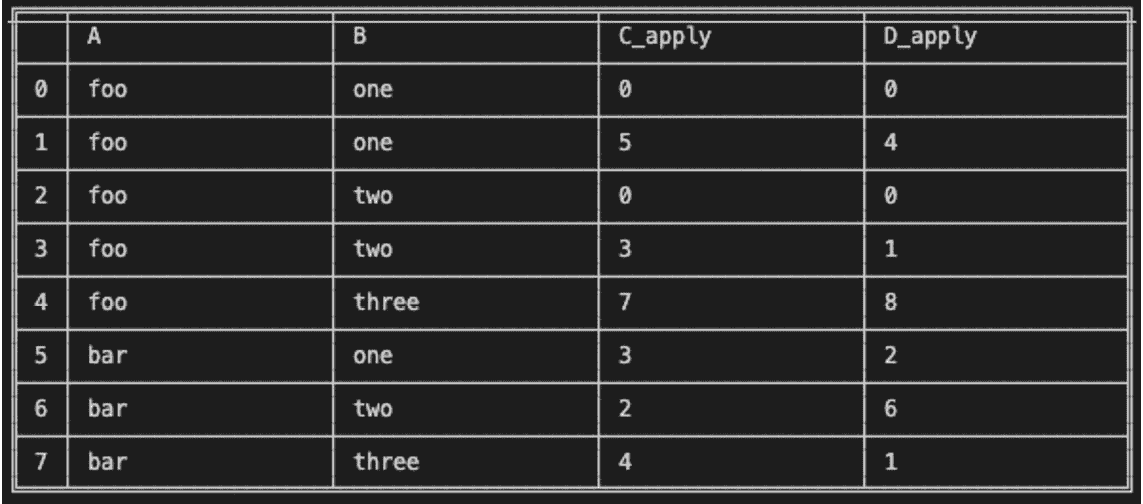 A B C_apply D_apply
0 foo one 0 0
1 foo one 5 4
2 foo two 0 0
3 foo two 3 1
4 foo three 7 8
5 bar one 3 2
6 bar two 2 6
7 bar three 4 1